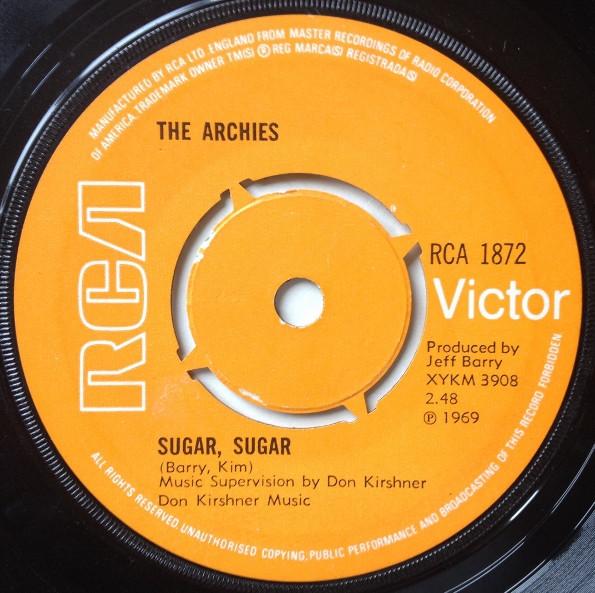 MANUFACTURED BY RCA LTD. ENGLAND FROM MASTER RECORDINGS OF RADIO CORPORATION
OF AMERICA. TRADE MARK OWNER TM(S) ® REG MARCA(S) REGISTRADA(S)
THE ARCHIES
RCA
RCA 1872
Victor
Produced by
Jeff Barry
XYKM 3908
2.48
Ⓟ 1969
SUGAR, SUGAR
(Barry, Kim)
Music Supervision by Don Kirshner
Don Kirshner Music
ALL RIGHTS RESERVED UNAUTHORISED COPYING, PUBLIC PERFORMANCE AND BROADCASTING OF THIS RECORD FORBIDDEN